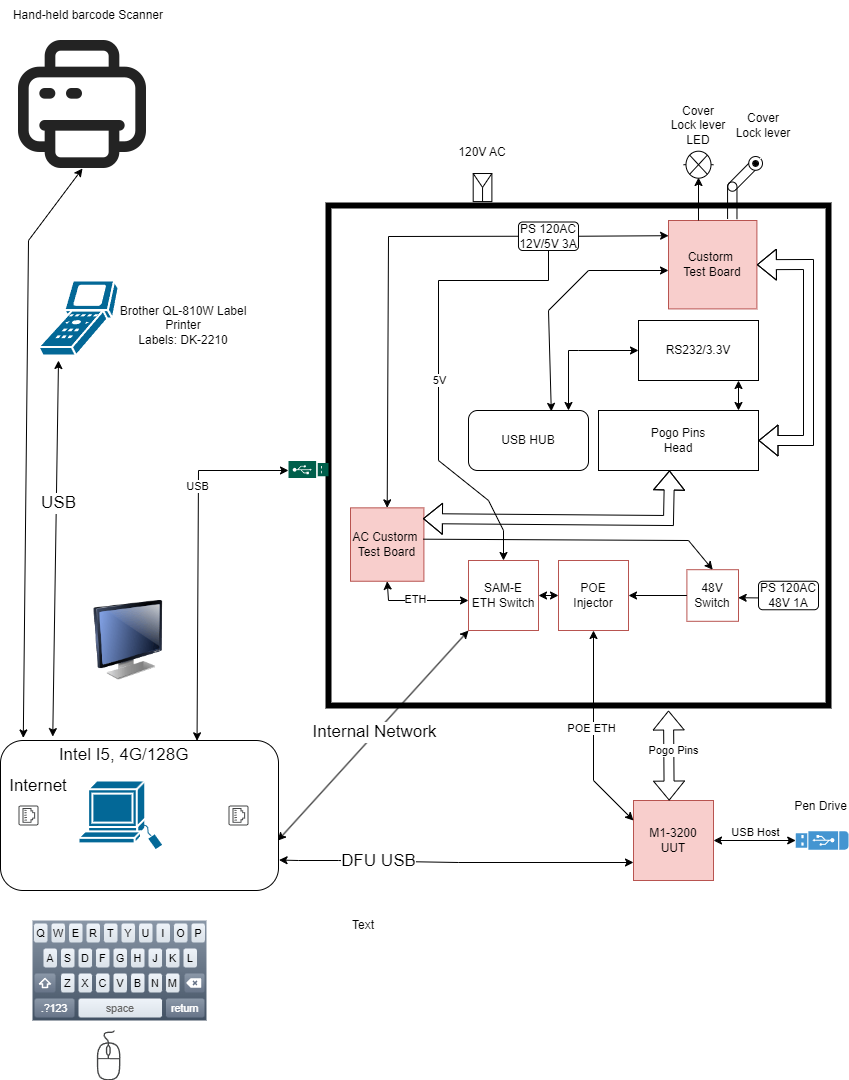 Hand-held barcode Scanner
Cover
Lock lever
LED
Cover
Lock lever
120V AC
PS 120AC
12V/5V 3A
Custorm
Test Board
Brother QL-810W Label
Printer
Labels: DK-2210
RS232/3.3V
5V
USB HUB
Pogo Pins
Head
USB
USB
AC Custorm
Test Board
SAM-E
ETH Switch
POE
Injector
48V
Switch
PS 120AC
48V 1A
ETH
Internal Network
POE ETH
Pogo Pins
Intel I5, 4G/128G
Internet
M1-3200
UUT
USB Host
Pen Drive
DFU USB
Text
Q W E R T Y U I O P
A S D F G H J K L
Z X C V B N M
.?123 space return